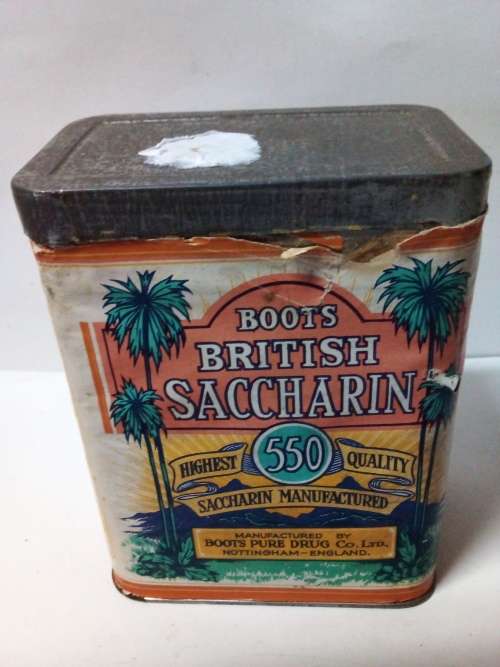 BOOTS
BRITISH
SACCHARIN
HIGHEST 550 QUALITY
SACCHARIN MANUFACTURED
MANUFACTURED BY
BOOTS PURE DRUG CO. LTD.,
NOTTINGHAM-ENGLAND.